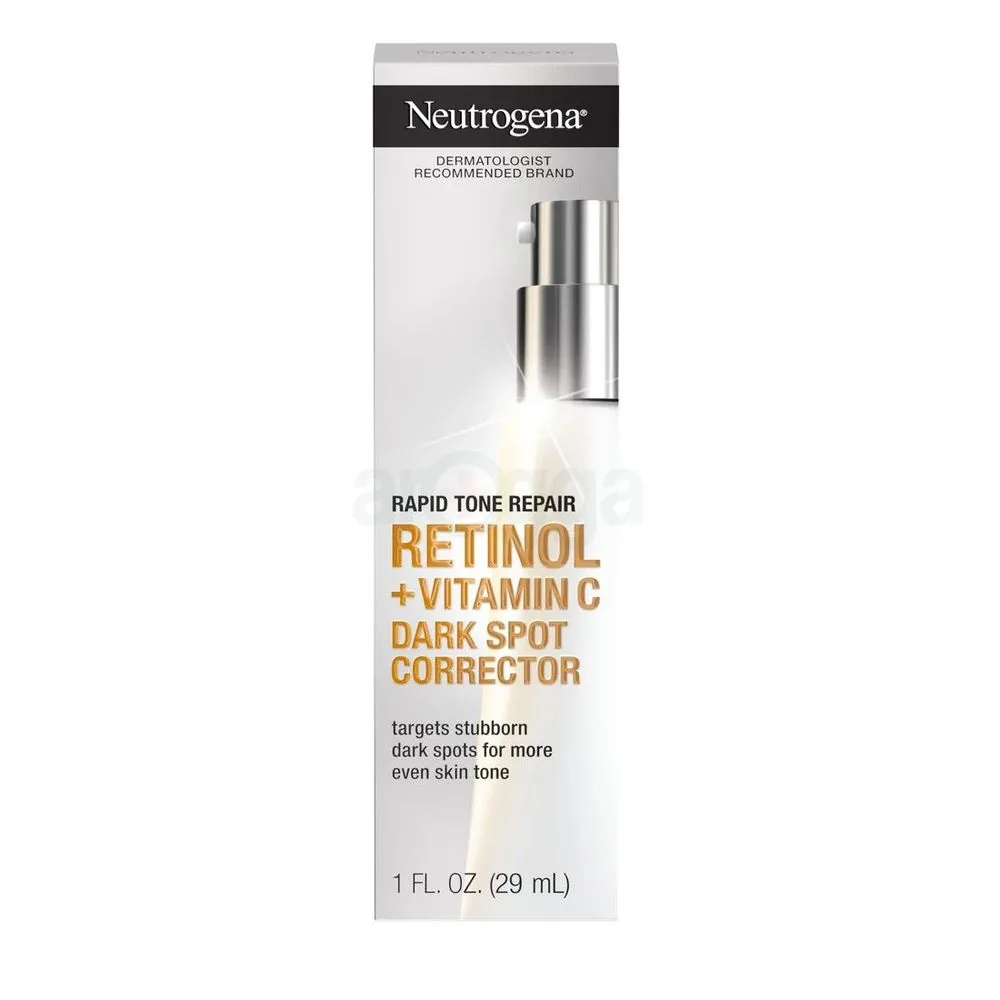 Neutrogena
Neutrogena®
DERMATOLOGIST
RECOMMENDED BRAND
RAPID TONE REPAIR
RETINOL
+VITAMIN C
DARK SPOT
CORRECTOR
targets stubborn
dark spots for more
even skin tone
1 FL. OZ. (29 mL)